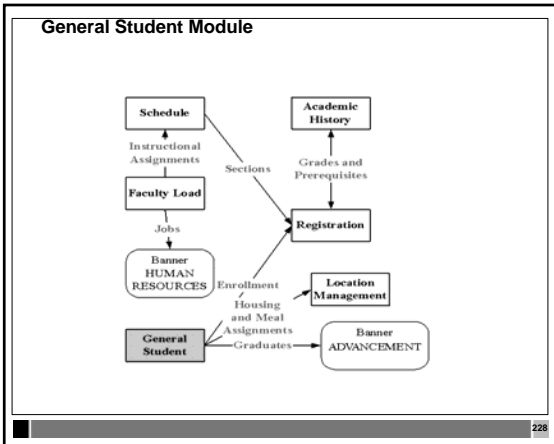 General Student Module
Schedule
Academic
History
Instructional
Assignments
Sections
Grades and
Prerequisites
Faculty Load
Registration
Jobs
Banner
HUMAN
RESOURCES
Enrollment
Location
Management
Housing
and Meal
Assignments
General
Student
Graduates
Banner
ADVANCEMENT
228